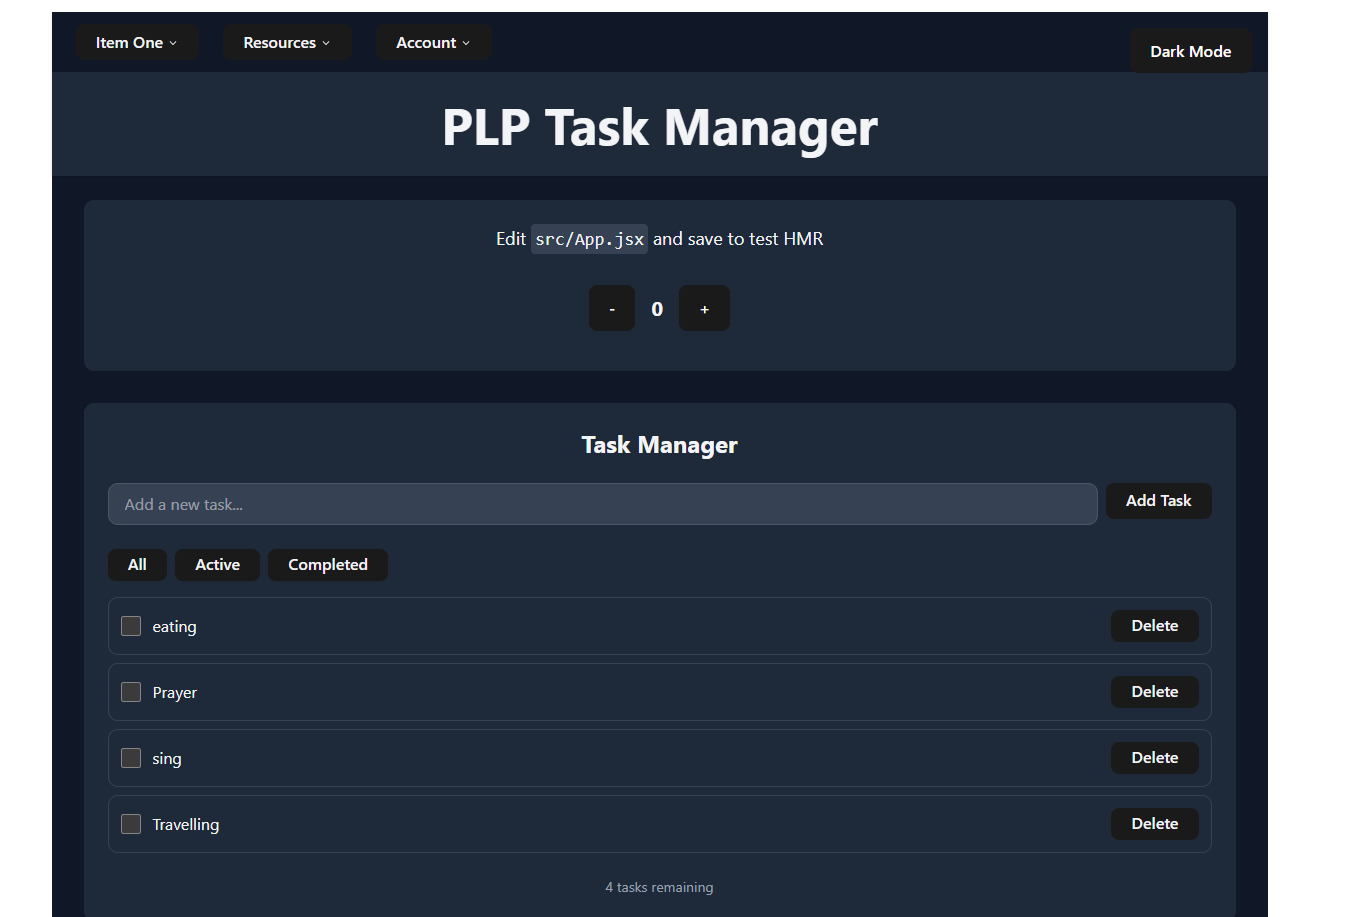 Item One Resources Account Dark Mode
PLP Task Manager
Edit src/App.jsx and save to test HMR
- 0 +
Task Manager
Add a new task... Add Task
All Active Completed
eating Delete
Prayer Delete
sing Delete
Travelling Delete
4 tasks remaining